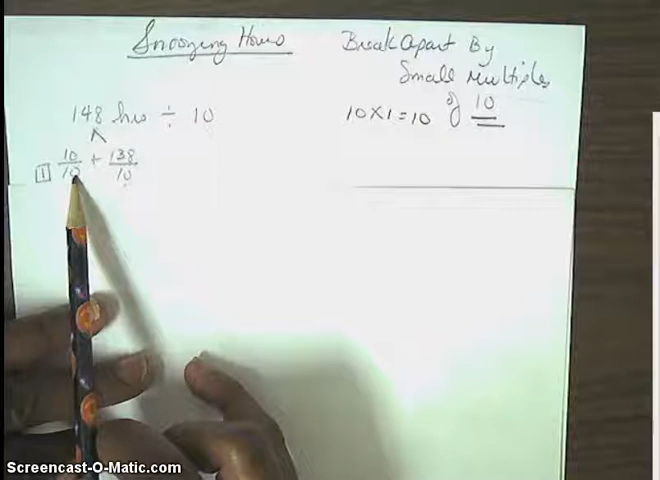 Snoozing Hours
Break Apart By
Small Multiples
of 10
148 hrs ÷ 10
10 × 1 = 10
10/10 + 138/10
1
Screencast-O-Matic.com